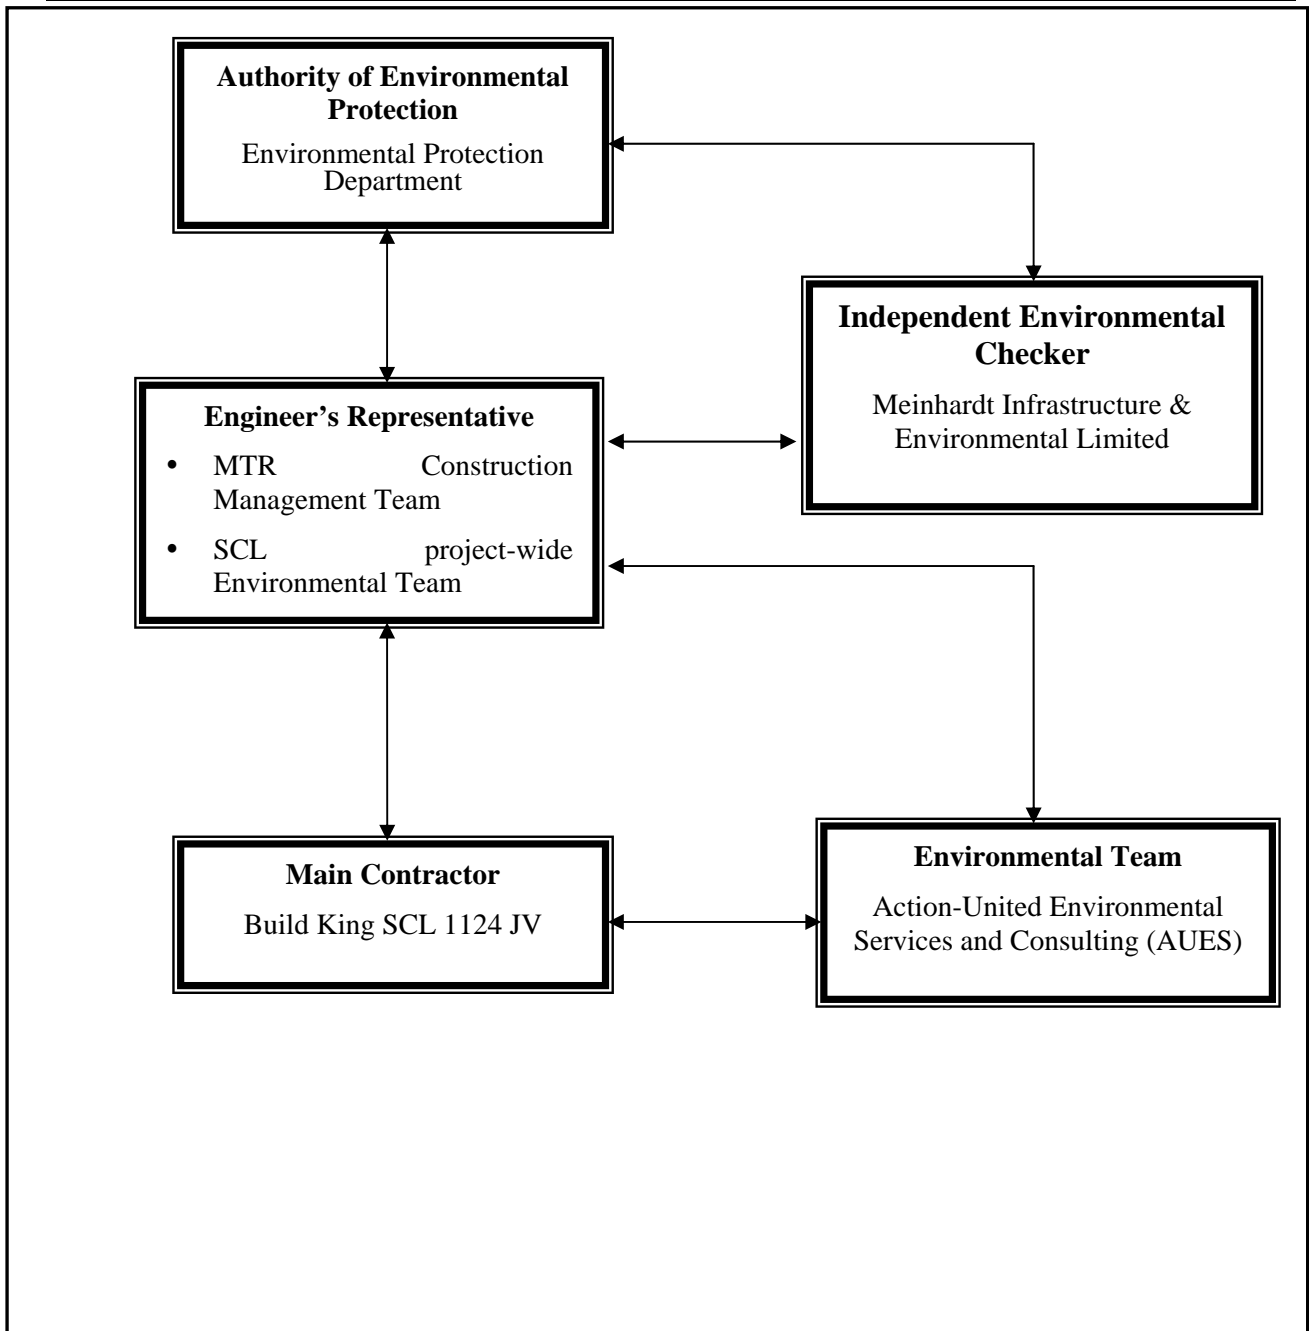 Authority of Environmental
Protection
Environmental Protection
Department
Independent Environmental
Checker
Meinhardt Infrastructure &
Environmental Limited
Engineer’s Representative
• MTR Construction
Management Team
• SCL project-wide
Environmental Team
Main Contractor
Build King SCL 1124 JV
Environmental Team
Action-United Environmental
Services and Consulting (AUES)